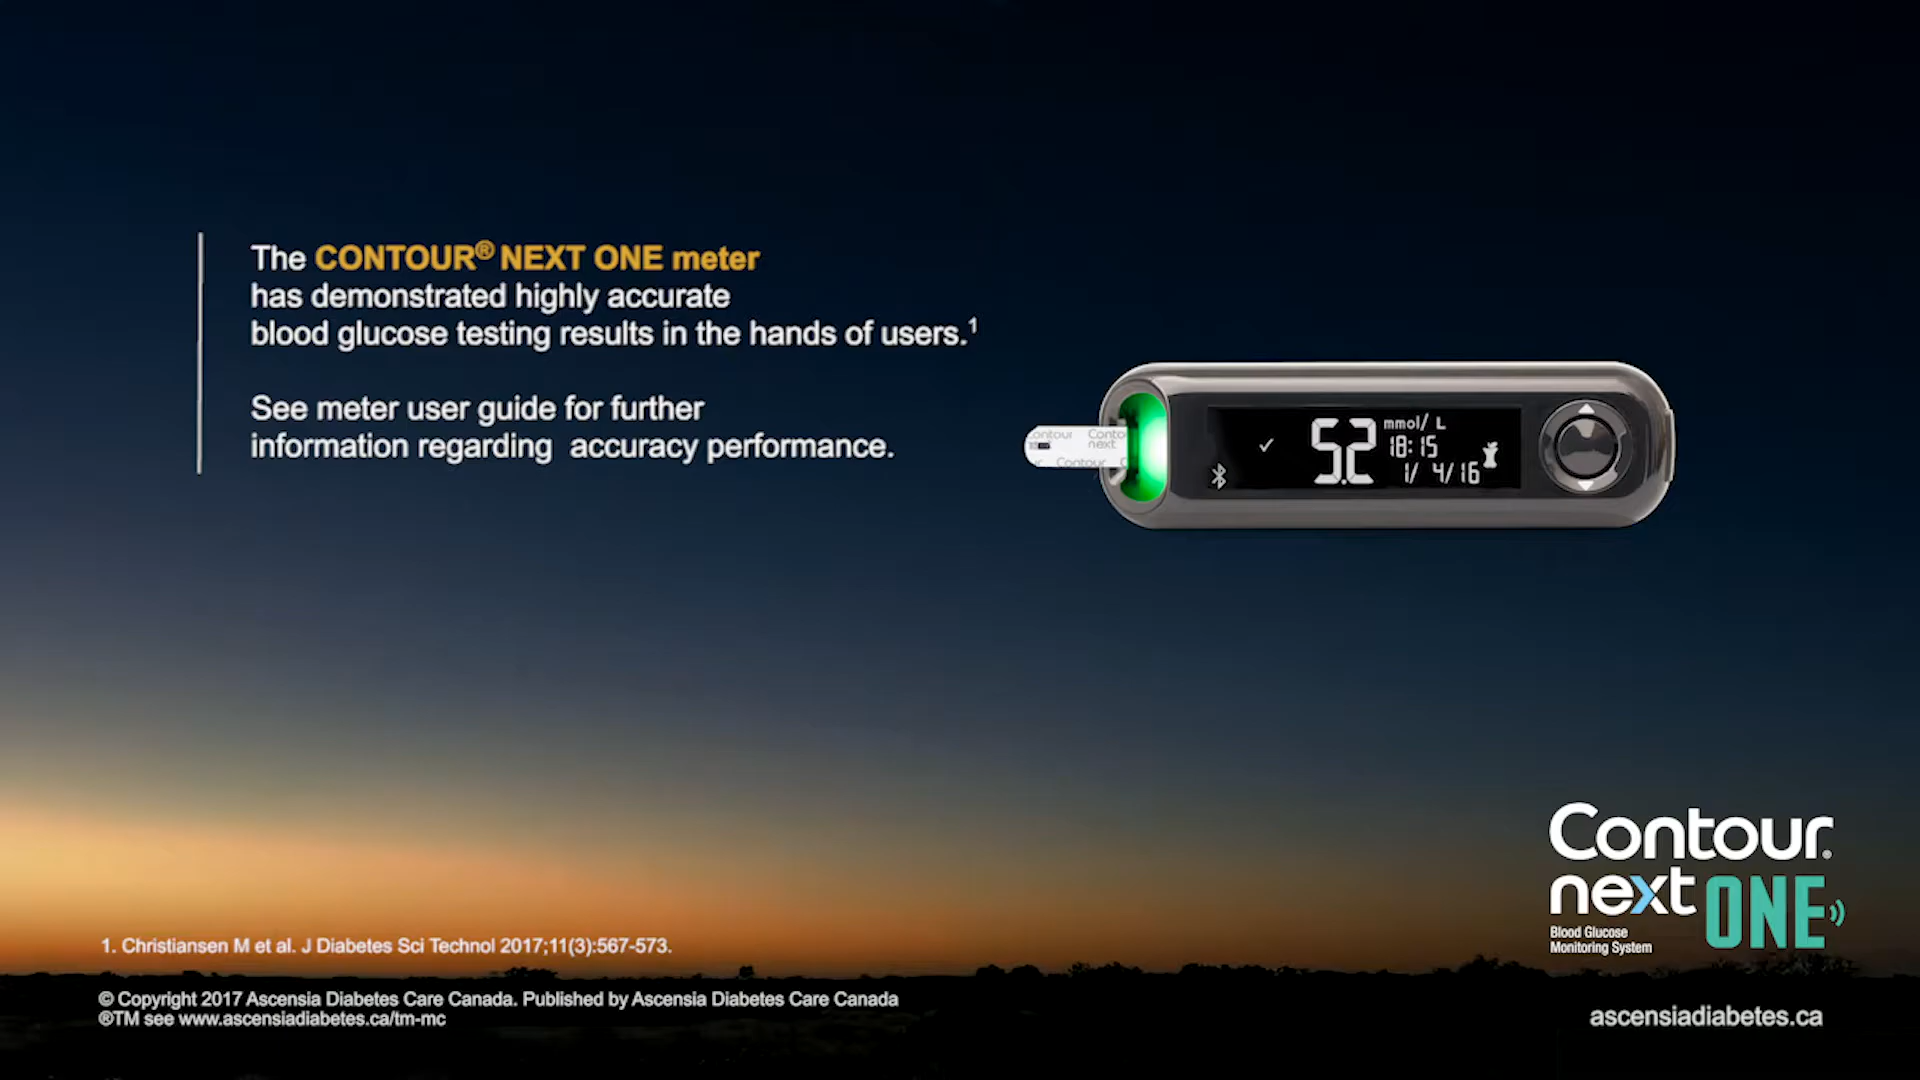 The CONTOUR® NEXT ONE meter
has demonstrated highly accurate
blood glucose testing results in the hands of users.¹
See meter user guide for further
information regarding accuracy performance.
Contour Conto
next
Contour
5.2
mmol/L
18:15
1/ 4/16
Contour®
next ONE
Blood Glucose
Monitoring System
1. Christiansen M et al. J Diabetes Sci Technol 2017;11(3):567-573.
© Copyright 2017 Ascensia Diabetes Care Canada. Published by Ascensia Diabetes Care Canada
®TM see www.ascensiadiabetes.ca/tm-mc
ascensiadiabetes.ca